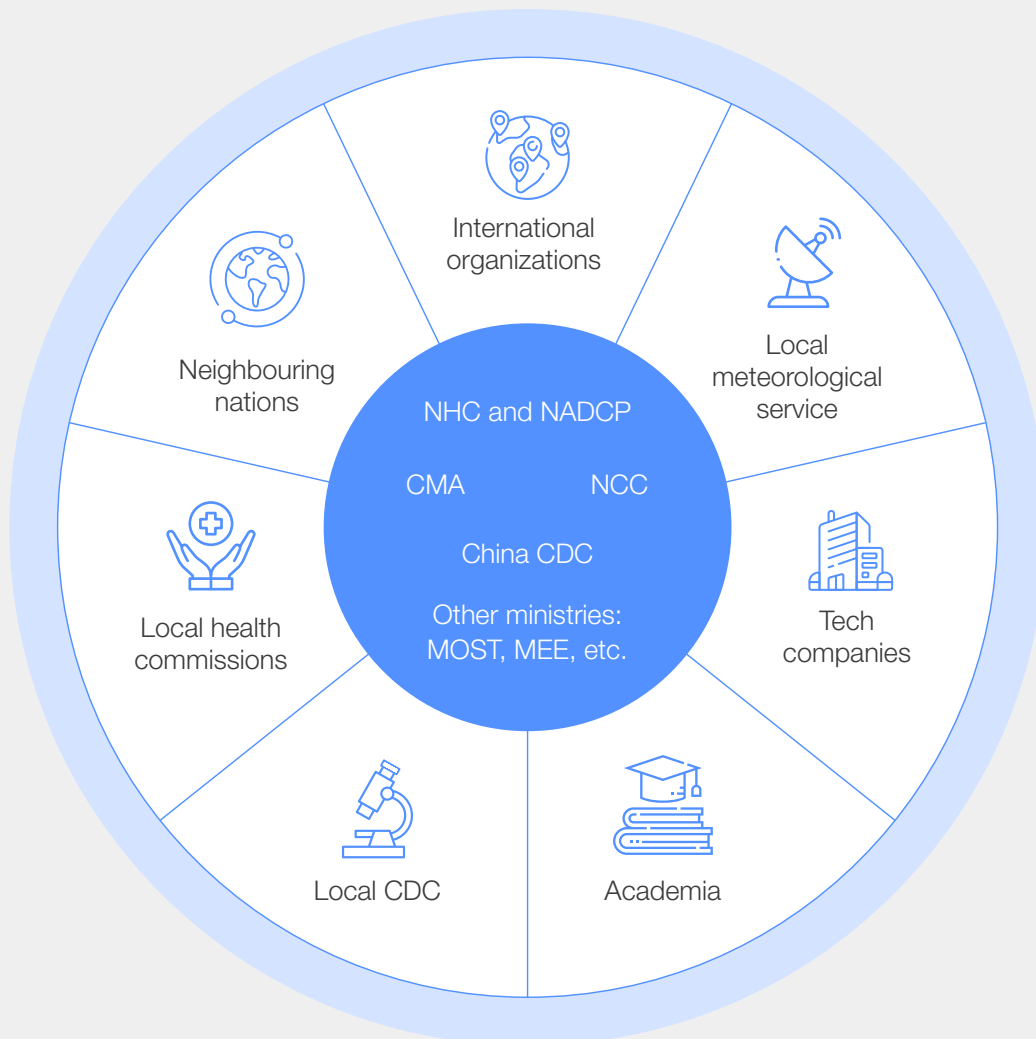 International
organizations
Local
meteorological
service
Neighbouring
nations
NHC and NADCP
CMA
NCC
China CDC
Other ministries:
MOST, MEE, etc.
Local health
commissions
Tech
companies
Local CDC
Academia